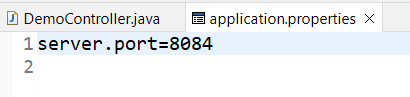 DemoController.java application.properties
1 server.port=8084
2